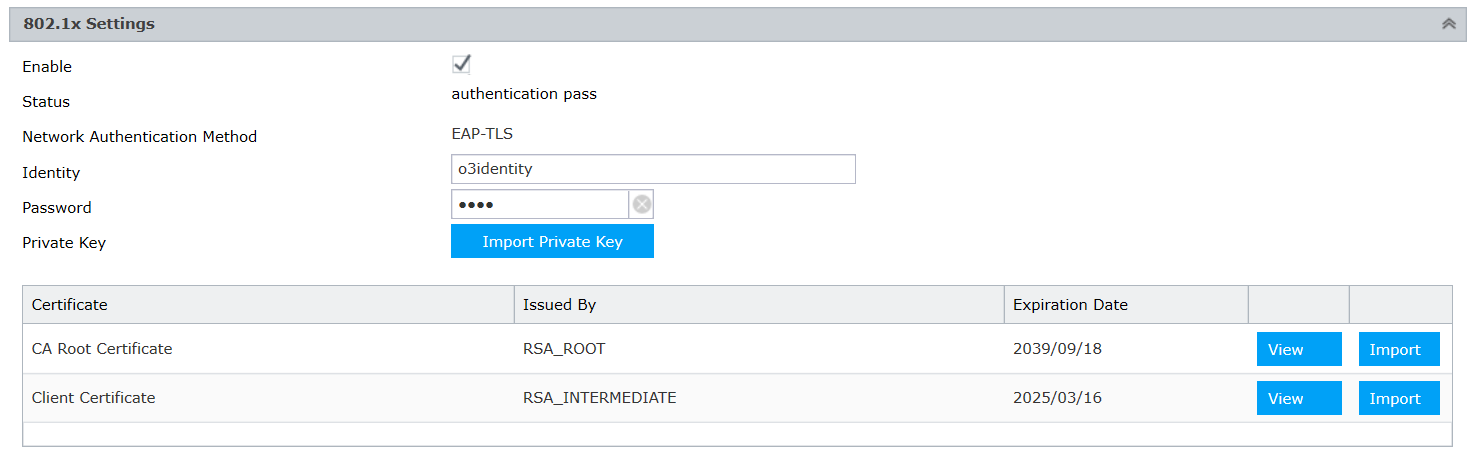 802.1x Settings
Enable
Status authentication pass
Network Authentication Method EAP-TLS
Identity o3identity
Password ••••
Private Key Import Private Key
Certificate Issued By Expiration Date
CA Root Certificate RSA_ROOT 2039/09/18 View Import
Client Certificate RSA_INTERMEDIATE 2025/03/16 View Import